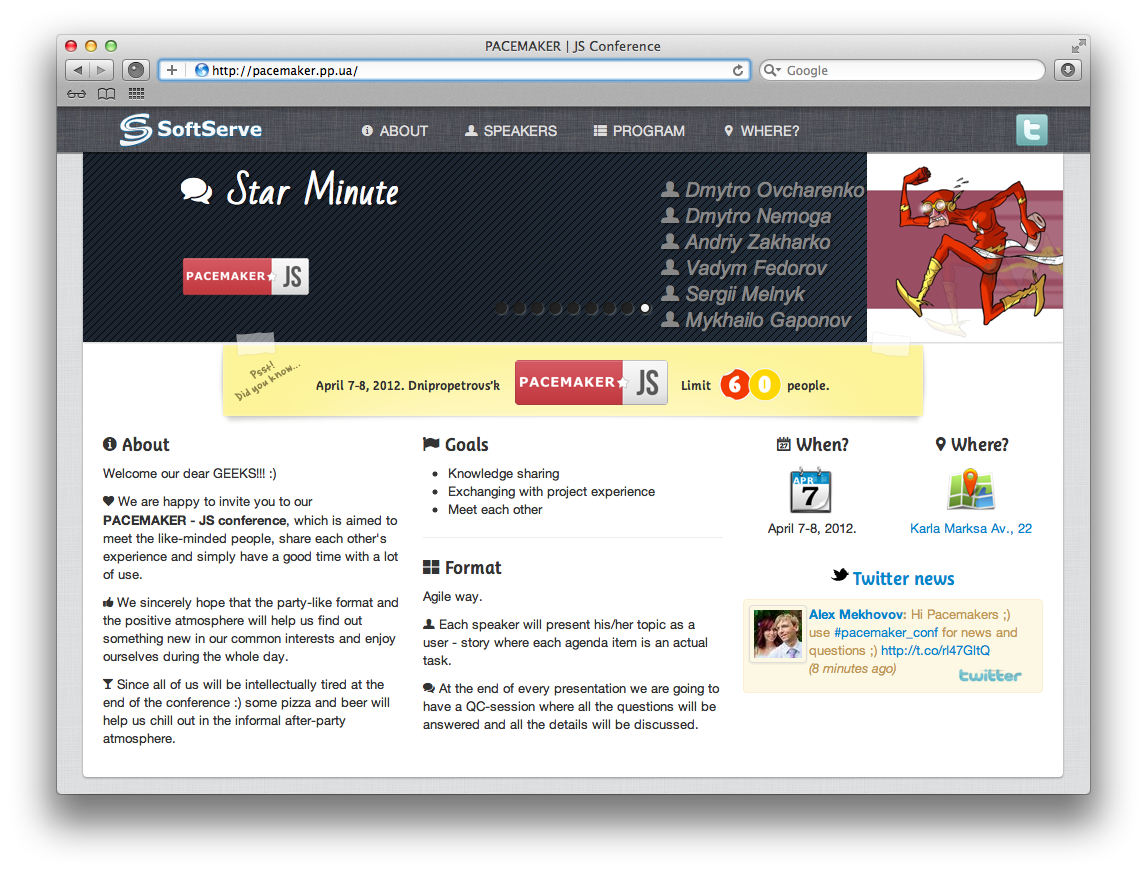 PACEMAKER | JS Conference
http://pacemaker.pp.ua/
Google
SoftServe
ABOUT
SPEAKERS
PROGRAM
WHERE?
Star Minute
PACEMAKER JS
Dmytro Ovcharenko
Dmytro Nemoga
Andriy Zakharko
Vadym Fedorov
Sergii Melnyk
Mykhailo Gaponov
Psst!
Did you know...
April 7-8, 2012. Dnipropetrovs'k
PACEMAKER JS
Limit 60 people.
About
Welcome our dear GEEKS!!! :)
We are happy to invite you to our
PACEMAKER - JS conference, which is aimed to
meet the like-minded people, share each other's
experience and simply have a good time with a lot
of use.
We sincerely hope that the party-like format and
the positive atmosphere will help us find out
something new in our common interests and enjoy
ourselves during the whole day.
Since all of us will be intellectually tired at the
end of the conference :) some pizza and beer will
help us chill out in the informal after-party
atmosphere.
Goals
Knowledge sharing
Exchanging with project experience
Meet each other
Format
Agile way.
Each speaker will present his/her topic as a
user - story where each agenda item is an actual
task.
At the end of every presentation we are going to
have a QC-session where all the questions will be
answered and all the details will be discussed.
When?
APR
7
April 7-8, 2012.
Where?
Karla Marksa Av., 22
Twitter news
Alex Mekhovov: Hi Pacemakers ;)
use #pacemaker_conf for news and
questions ;) http://t.co/rl47GltQ
(8 minutes ago)
twitter